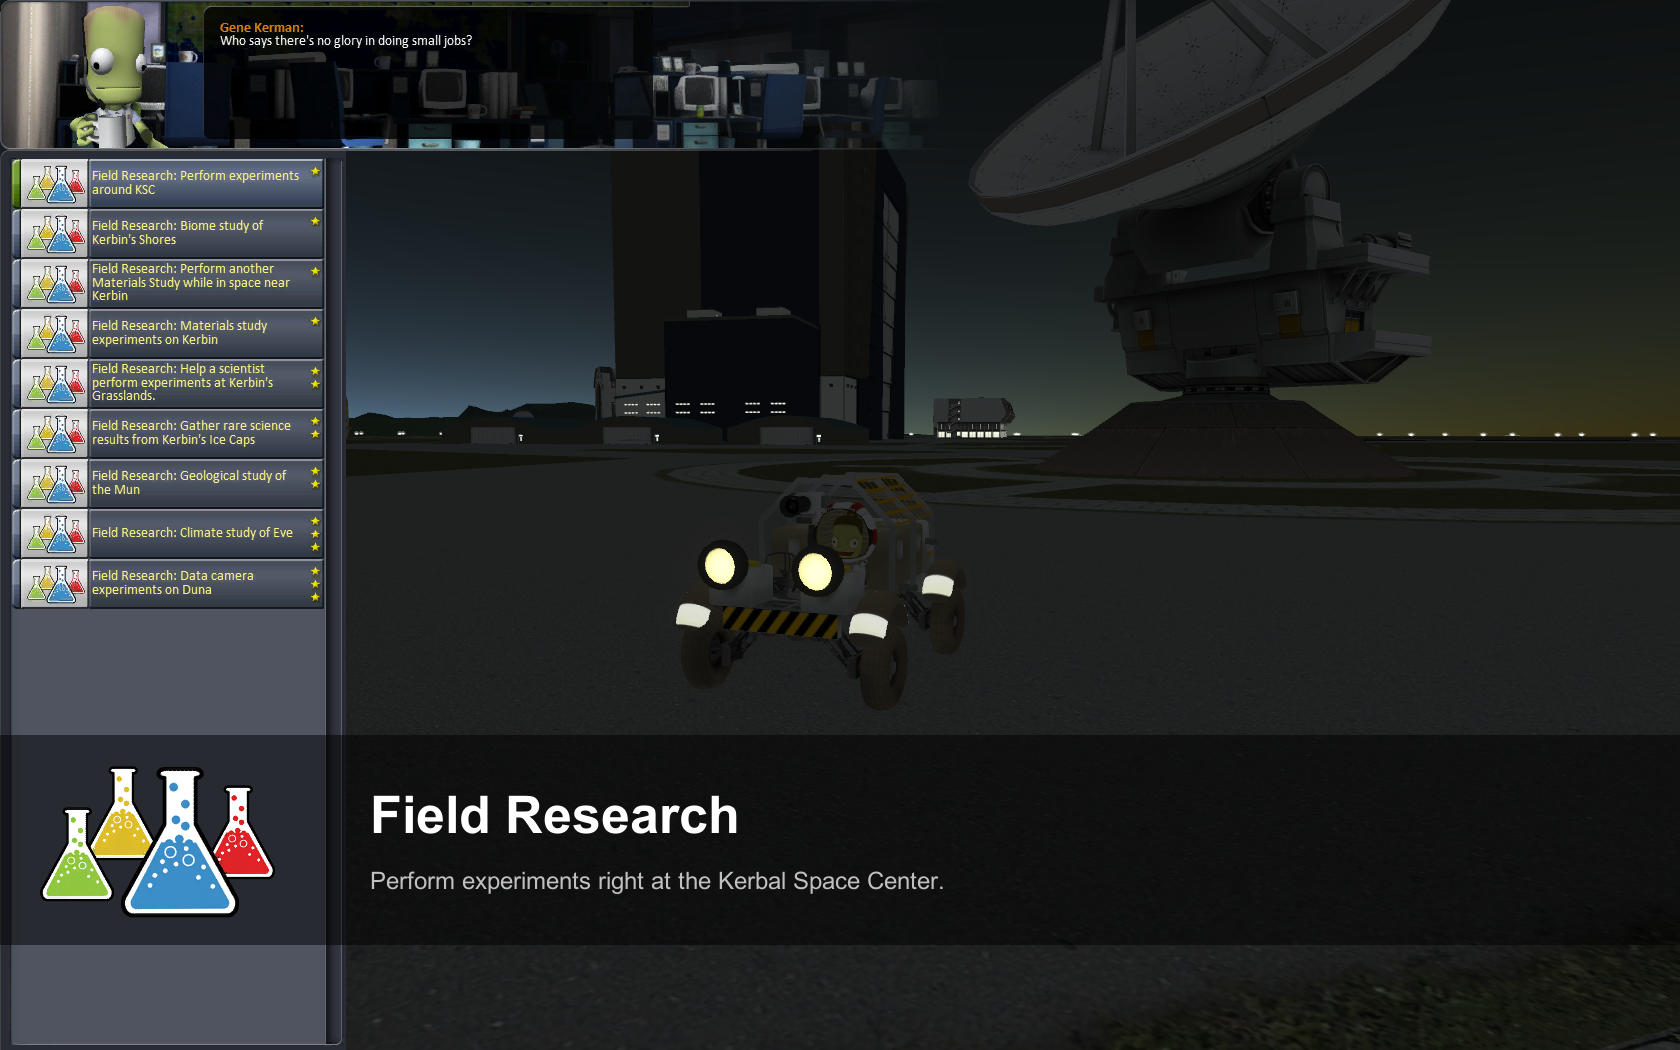 Gene Kerman:
Who says there's no glory in doing small jobs?
Field Research: Perform experiments
around KSC
Field Research: Biome study of
Kerbin's Shores
Field Research: Perform another
Materials Study while in space near
Kerbin
Field Research: Materials study
experiments on Kerbin
Field Research: Help a scientist
perform experiments at Kerbin's
Grasslands.
Field Research: Gather rare science
results from Kerbin's Ice Caps
Field Research: Geological study of
the Mun
Field Research: Climate study of Eve
Field Research: Data camera
experiments on Duna
Field Research
Perform experiments right at the Kerbal Space Center.